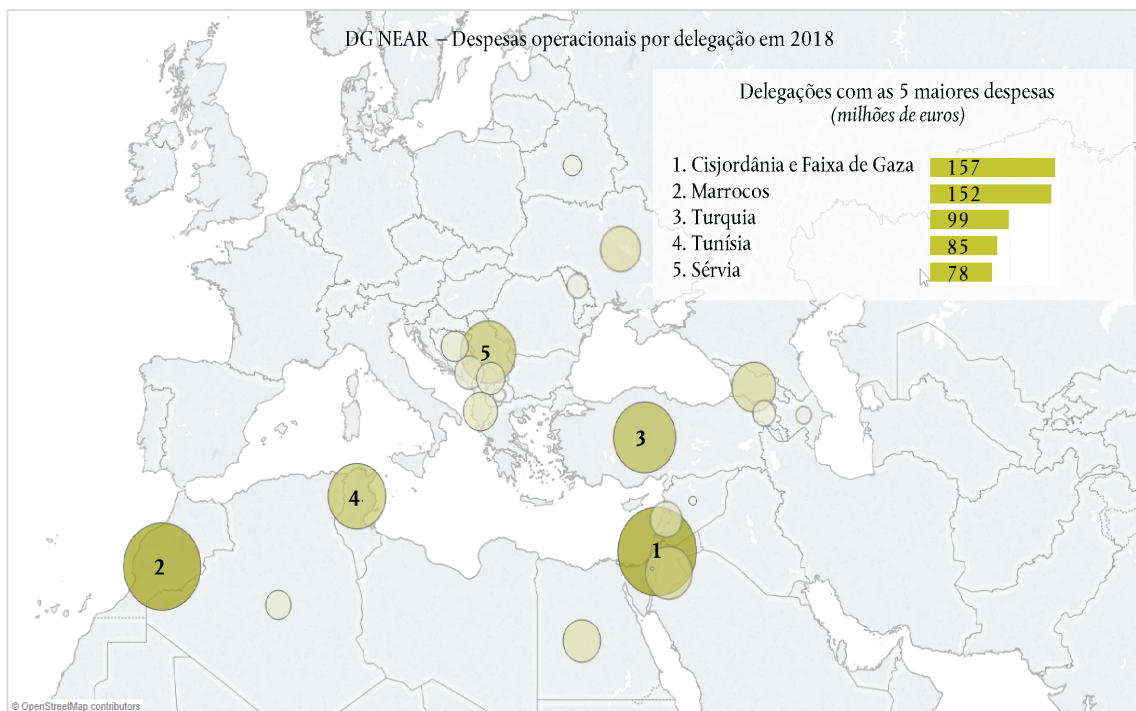 DG NEAR – Despesas operacionais por delegação em 2018
Delegações com as 5 maiores despesas
(milhões de euros)
1. Cisjordânia e Faixa de Gaza 157
2. Marrocos 152
3. Turquia 99
4. Tunísia 85
5. Sérvia 78
5
3
4
1
2
© OpenStreetMap contributors